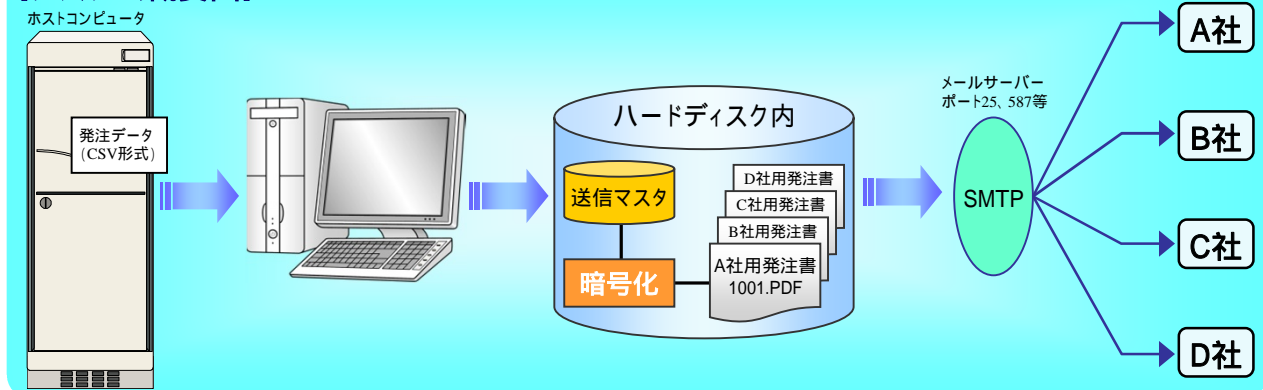 ホストコンピュータ
発注データ
(CSV形式)
ハードディスク内
送信マスタ
暗号化
D社用発注書
C社用発注書
B社用発注書
A社用発注書
1001.PDF
メールサーバー
ポート25、587等
SMTP
A社
B社
C社
D社